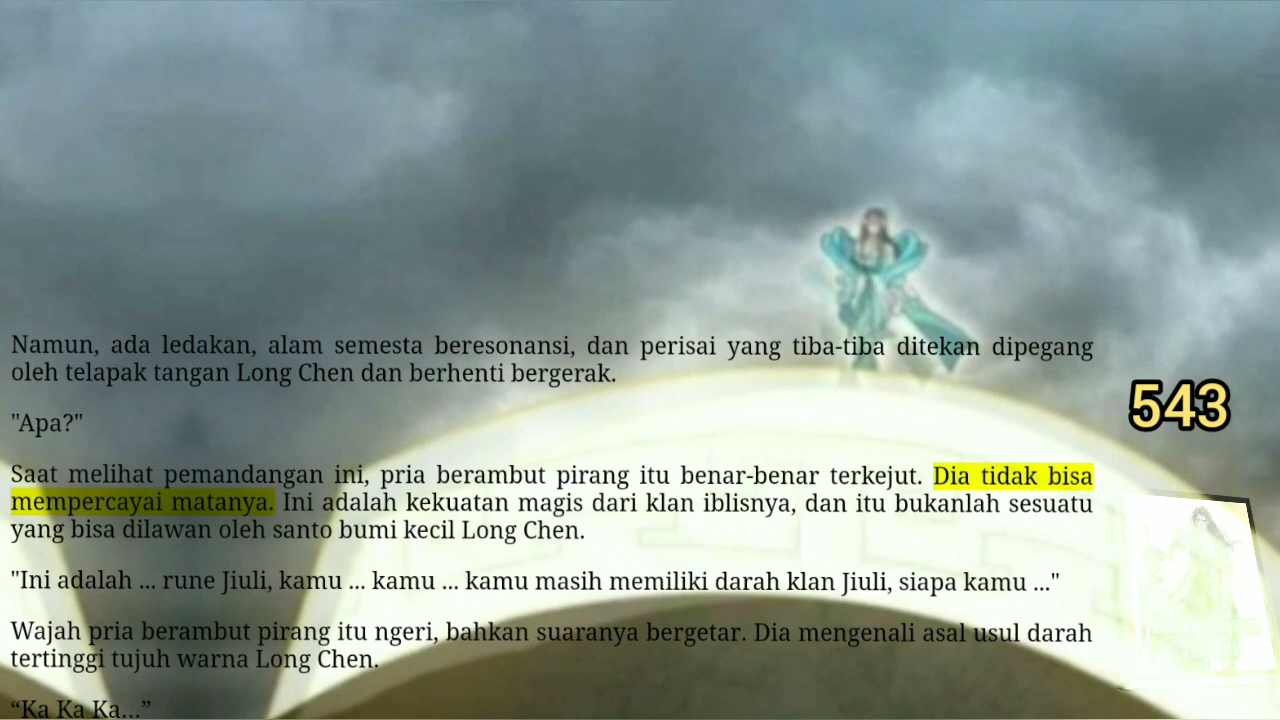 Namun, ada ledakan, alam semesta beresonansi, dan perisai yang tiba-tiba ditekan dipegang
oleh telapak tangan Long Chen dan berhenti bergerak.
"Apa?"
543
Saat melihat pemandangan ini, pria berambut pirang itu benar-benar terkejut. Dia tidak bisa
mempercayai matanya. Ini adalah kekuatan magis dari klan iblisnya, dan itu bukanlah sesuatu
yang bisa dilawan oleh santo bumi kecil Long Chen.
"Ini adalah ... rune Jiuli, kamu ... kamu ... kamu masih memiliki darah klan Jiuli, siapa kamu ..."
Wajah pria berambut pirang itu ngeri, bahkan suaranya bergetar. Dia mengenali asal usul darah
tertinggi tujuh warna Long Chen.
“Ka Ka Ka…”